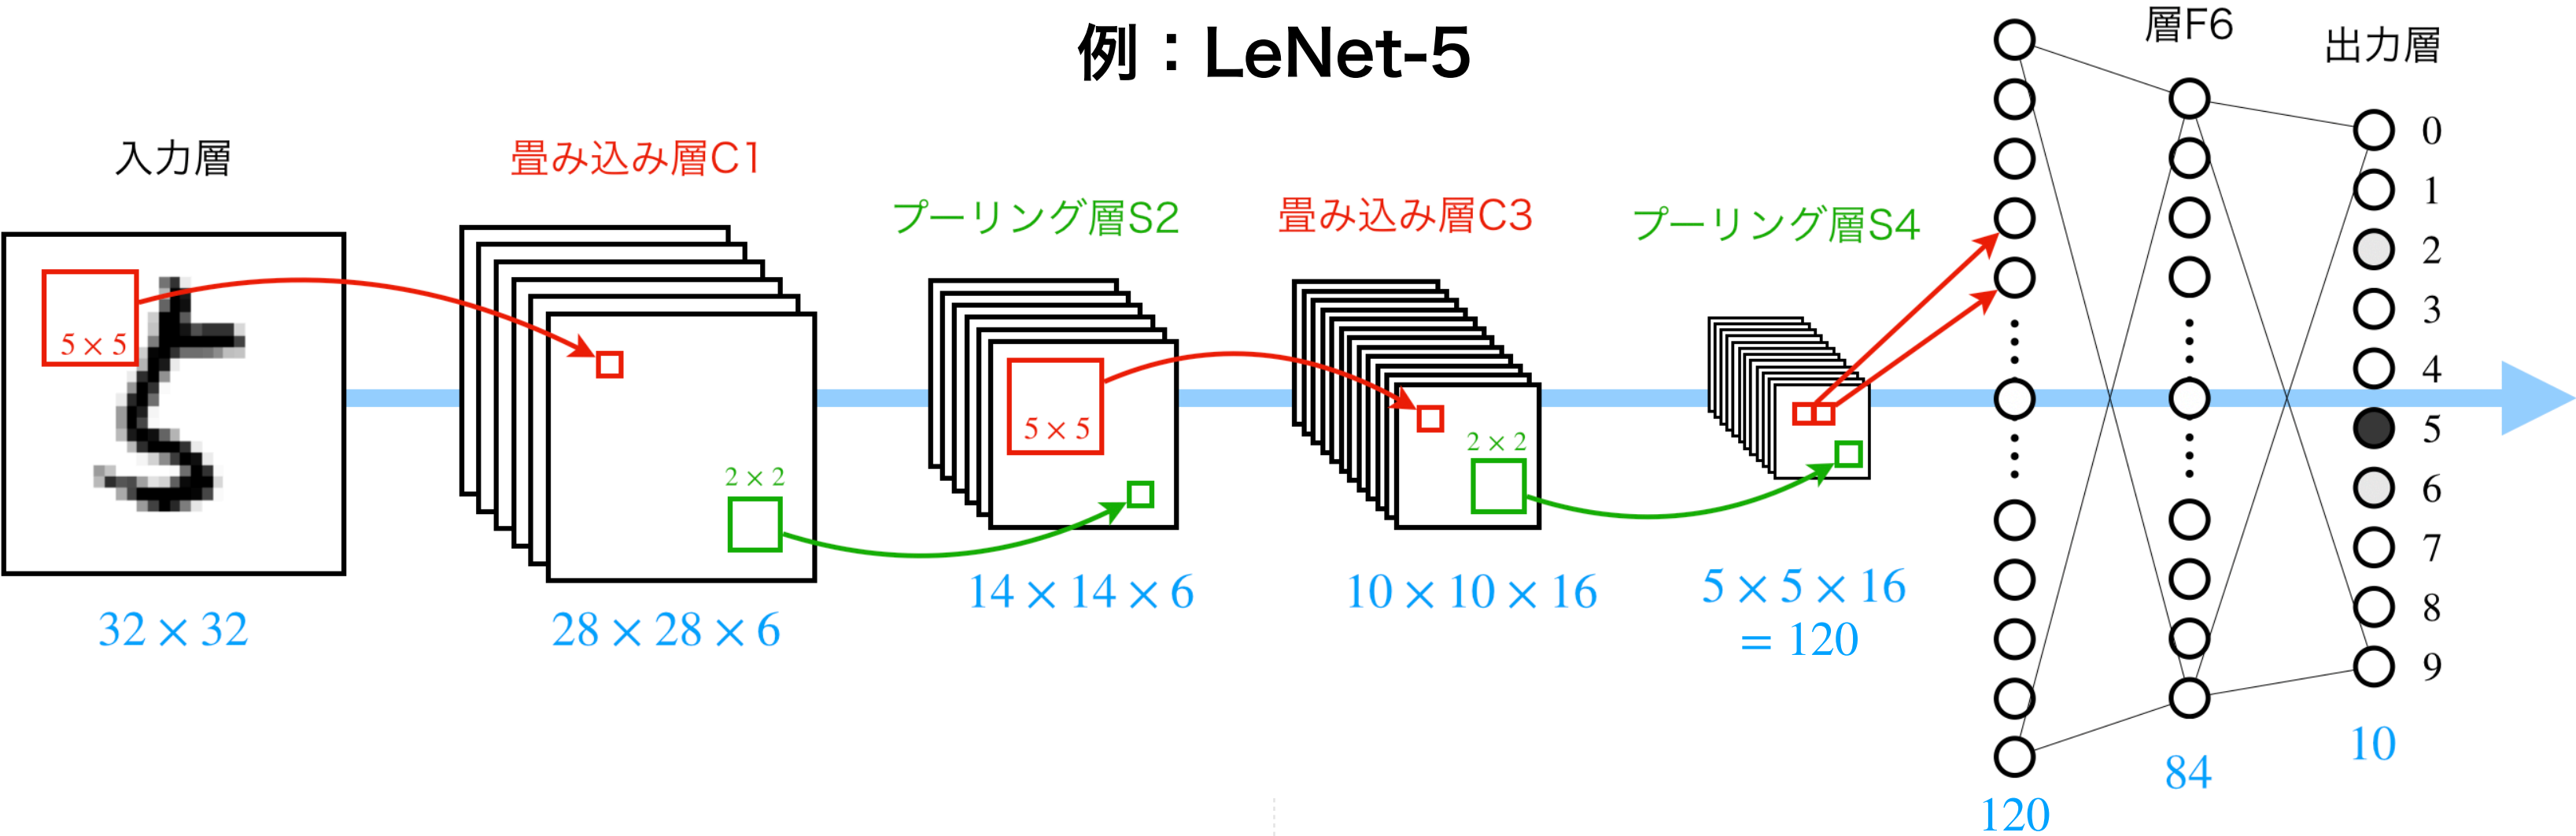 例：LeNet-5
入力層
5 × 5
32 × 32
畳み込み層C1
2 × 2
28 × 28 × 6
プーリング層S2
5 × 5
14 × 14 × 6
畳み込み層C3
2 × 2
10 × 10 × 16
プーリング層S4
5 × 5 × 16
= 120
120
層F6
84
出力層
0
1
2
3
4
5
6
7
8
9
10